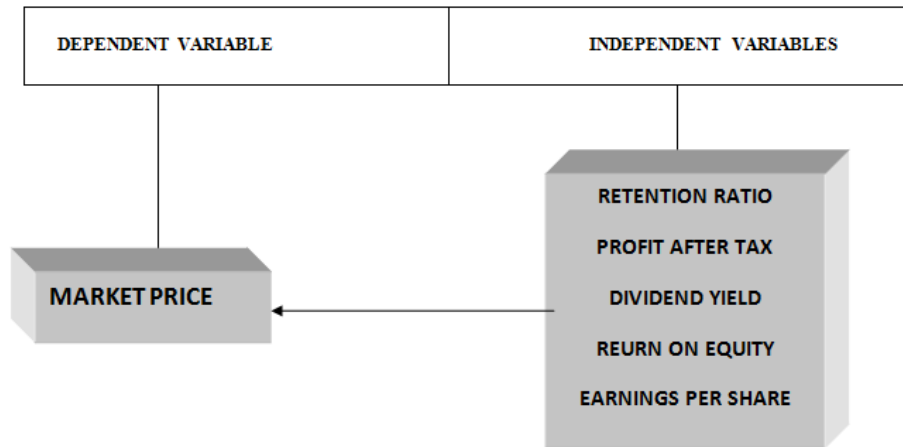 DEPENDENT VARIABLE
INDEPENDENT VARIABLES
RETENTION RATIO
PROFIT AFTER TAX
MARKET PRICE
DIVIDEND YIELD
REURN ON EQUITY
EARNINGS PER SHARE